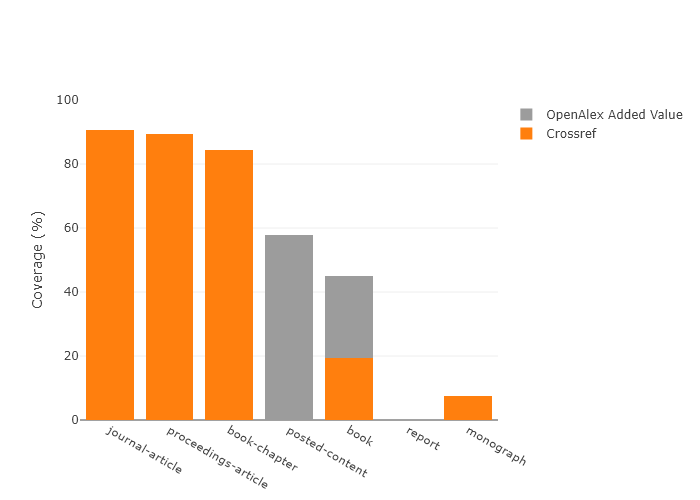 100
80
60
40
20
0
Coverage (%)
journal-article
proceedings-article
book-chapter
posted-content
book
report
monograph
OpenAlex Added Value
Crossref